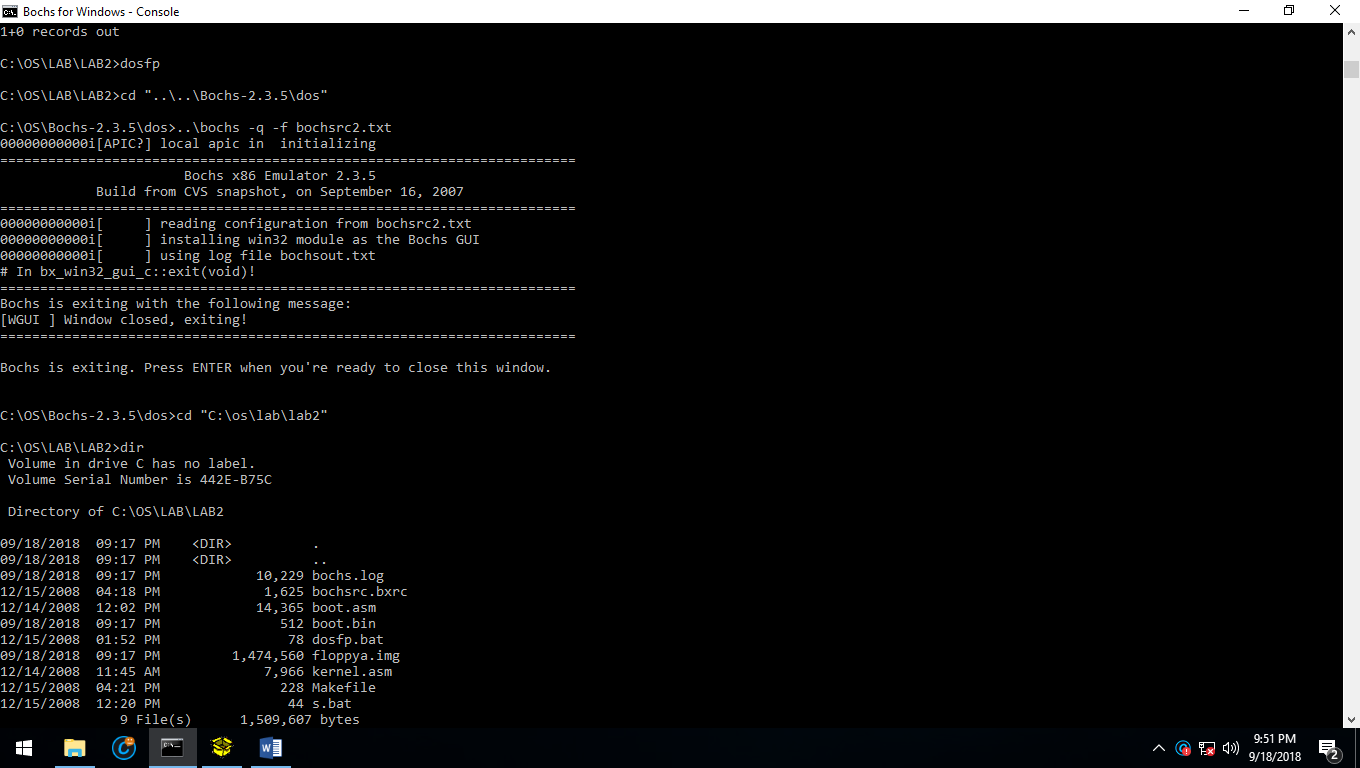 Bochs for Windows - Console
1+0 records out
C:\OS\LAB\LAB2>dosfp
C:\OS\LAB\LAB2>cd "..\..\Bochs-2.3.5\dos"
C:\OS\Bochs-2.3.5\dos>..\bochs -q -f bochsrc2.txt
00000000000i[APIC?] local apic in  initializing
========================================================================
Bochs x86 Emulator 2.3.5
Build from CVS snapshot, on September 16, 2007
========================================================================
00000000000i[     ] reading configuration from bochsrc2.txt
00000000000i[     ] installing win32 module as the Bochs GUI
00000000000i[     ] using log file bochsout.txt
# In bx_win32_gui_c::exit(void)!
========================================================================
Bochs is exiting with the following message:
[WGUI ] Window closed, exiting!
========================================================================
Bochs is exiting. Press ENTER when you're ready to close this window.
C:\OS\Bochs-2.3.5\dos>cd "C:\os\lab\lab2"
C:\OS\LAB\LAB2>dir
Volume in drive C has no label.
Volume Serial Number is 442E-B75C
Directory of C:\OS\LAB\LAB2
09/18/2018  09:17 PM    <DIR>          .
09/18/2018  09:17 PM    <DIR>          ..
09/18/2018  09:17 PM            10,229 bochs.log
12/15/2008  04:18 PM             1,625 bochsrc.bxrc
12/14/2008  12:02 PM            14,365 boot.asm
09/18/2018  09:17 PM               512 boot.bin
12/15/2008  01:52 PM                78 dosfp.bat
09/18/2018  09:17 PM         1,474,560 floppya.img
12/14/2008  11:45 AM             7,966 kernel.asm
12/15/2008  04:21 PM               228 Makefile
12/15/2008  12:20 PM                44 s.bat
9 File(s)      1,509,607 bytes
9:51 PM
9/18/2018
2